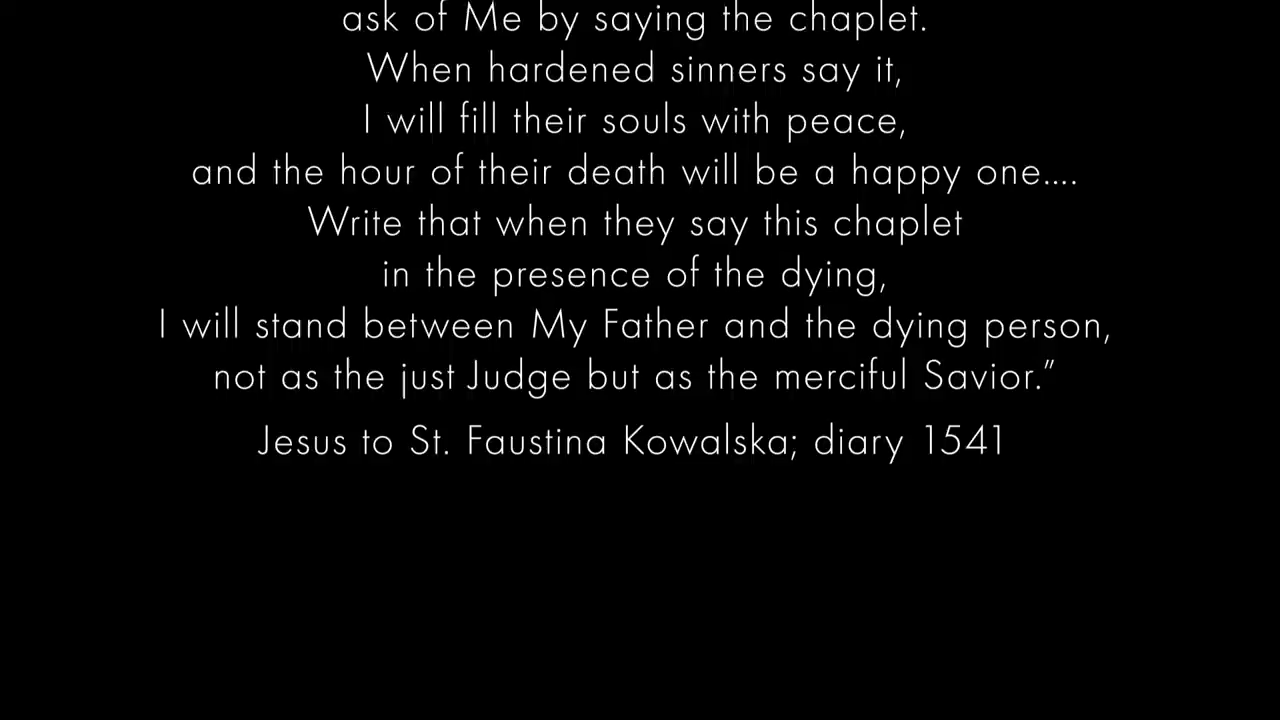 ask of Me by saying the chaplet.
When hardened sinners say it,
I will fill their souls with peace,
and the hour of their death will be a happy one....
Write that when they say this chaplet
in the presence of the dying,
I will stand between My Father and the dying person,
not as the just Judge but as the merciful Savior.”
Jesus to St. Faustina Kowalska; diary 1541